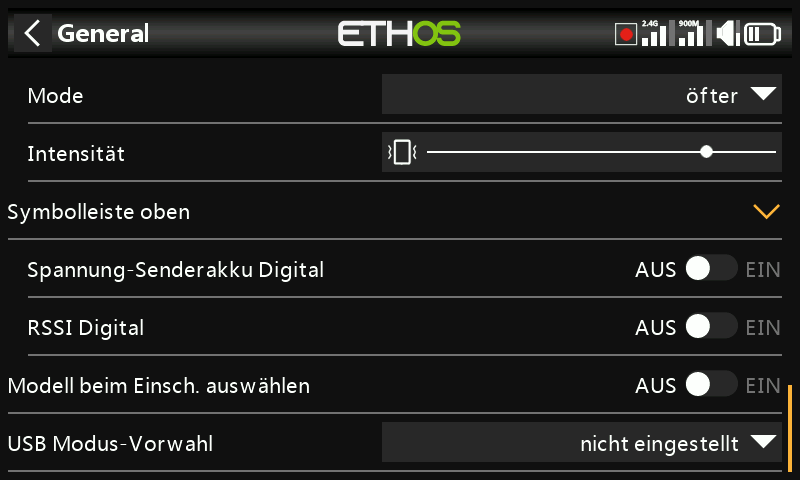 General
ETHOS
2.4G
900M
Mode
öfter
Intensität
Symbolleiste oben
Spannung-Senderakku Digital
AUS
EIN
RSSI Digital
AUS
EIN
Modell beim Einsch. auswählen
AUS
EIN
USB Modus-Vorwahl
nicht eingestellt